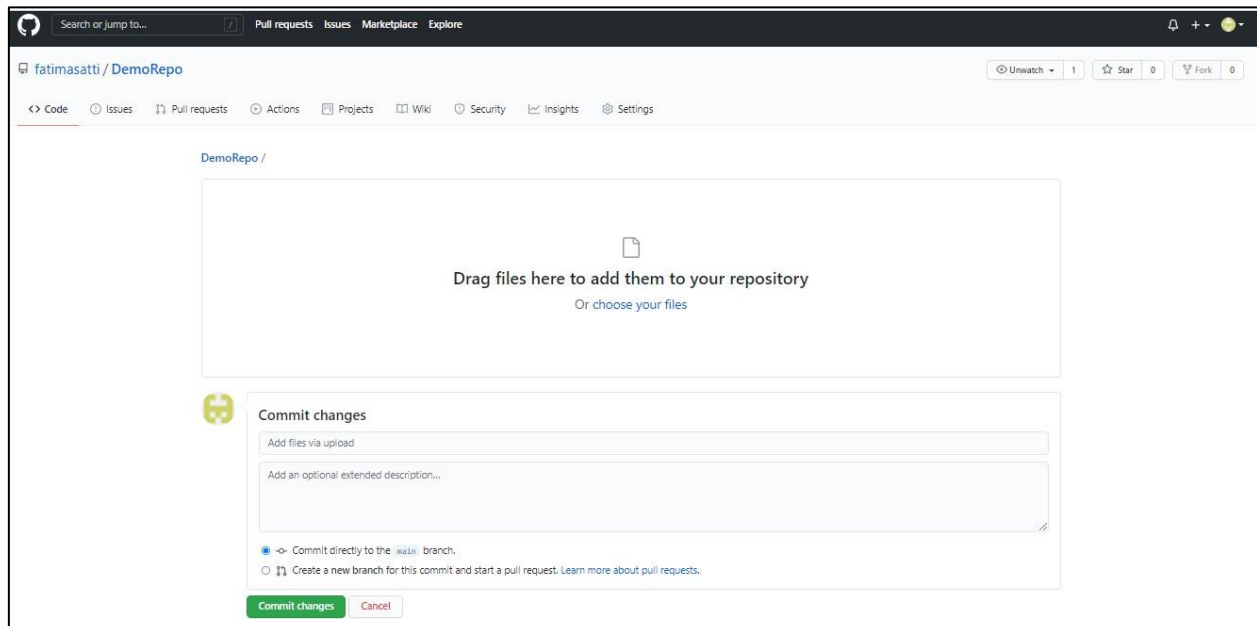 Search or jump to... /
Pull requests Issues Marketplace Explore
fatimasatti / DemoRepo
Unwatch 1 Star 0 Fork 0
<> Code Issues Pull requests Actions Projects Wiki Security Insights Settings
DemoRepo /
Drag files here to add them to your repository
Or choose your files
Commit changes
Add files via upload
Add an optional extended description...
Commit directly to the main branch.
Create a new branch for this commit and start a pull request. Learn more about pull requests.
Commit changes Cancel